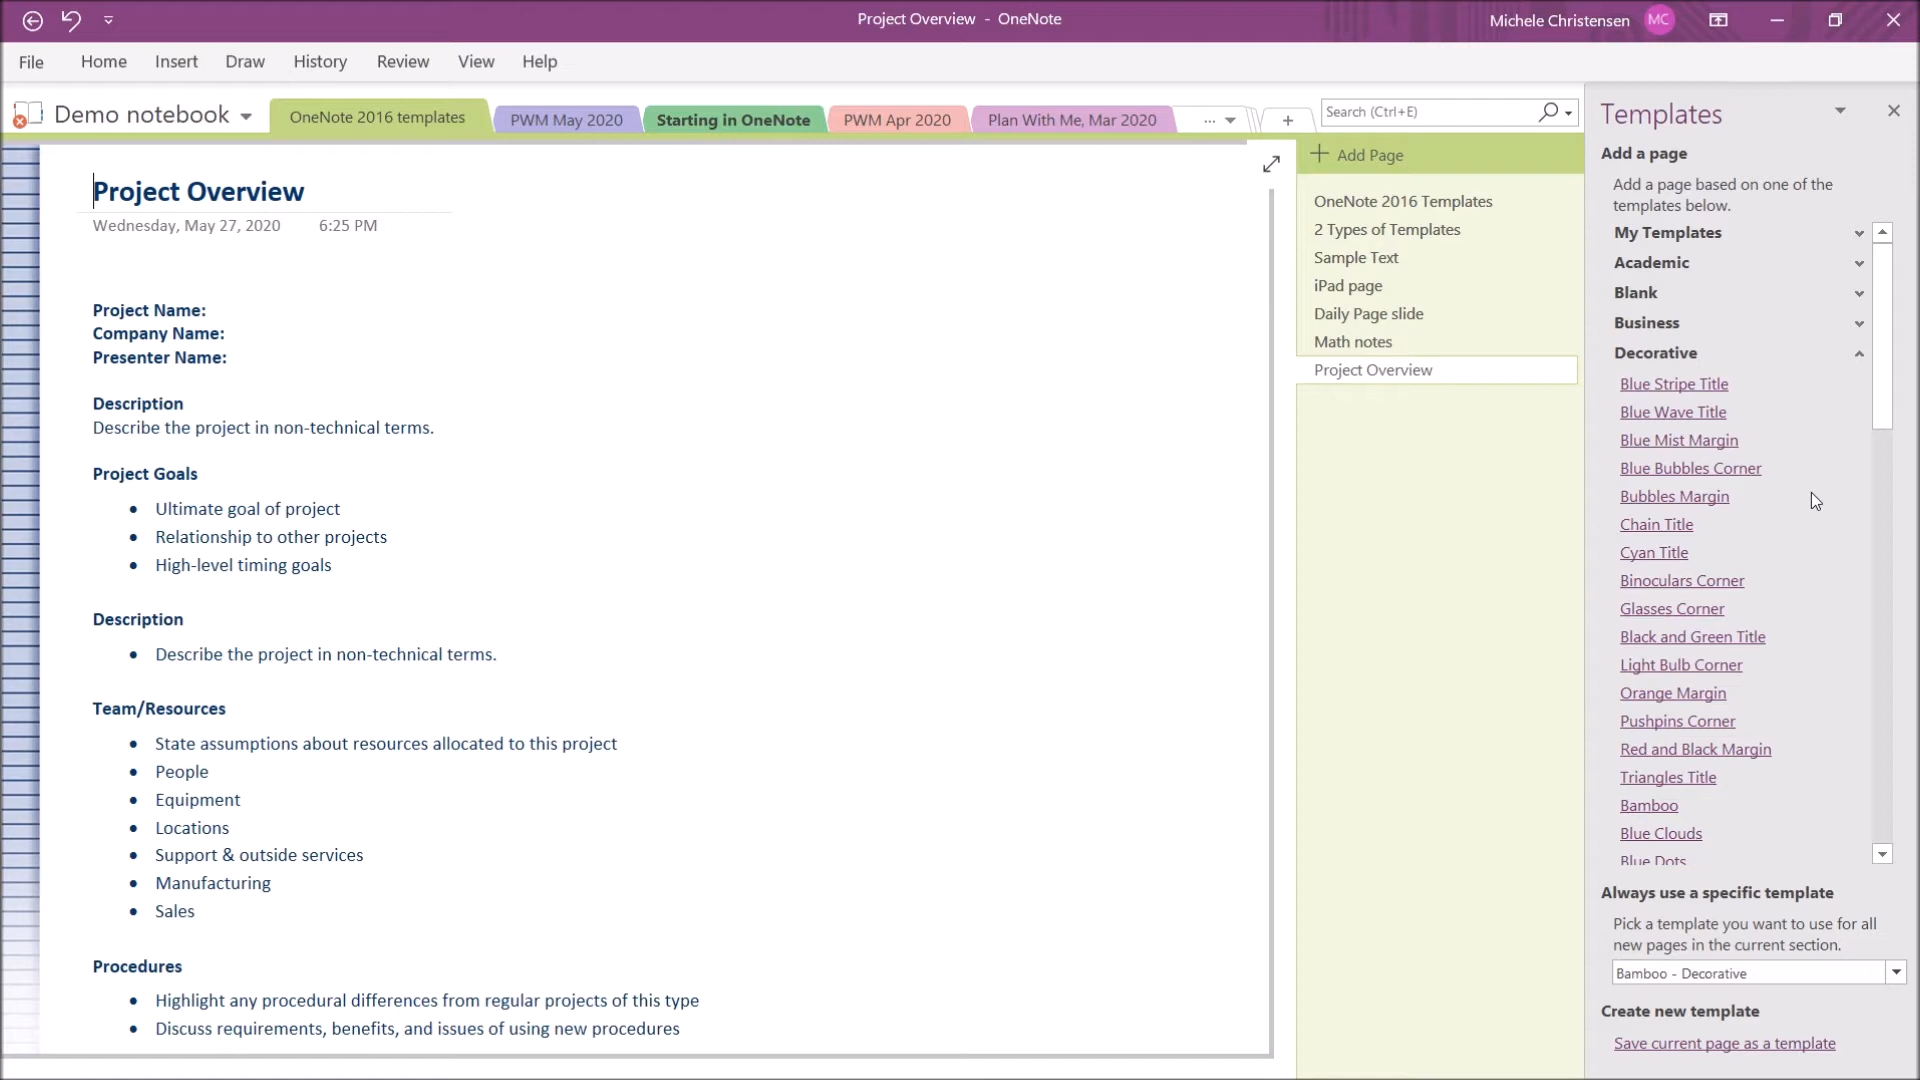 Project Overview - OneNote
Michele Christensen MC
File Home Insert Draw History Review View Help
Demo notebook
OneNote 2016 templates
PWM May 2020
Starting in OneNote
PWM Apr 2020
Plan With Me, Mar 2020
...
Search (Ctrl+E)
Project Overview
Wednesday, May 27, 2020 6:25 PM
Project Name:
Company Name:
Presenter Name:
Description
Describe the project in non-technical terms.
Project Goals
• Ultimate goal of project
• Relationship to other projects
• High-level timing goals
Description
• Describe the project in non-technical terms.
Team/Resources
• State assumptions about resources allocated to this project
• People
• Equipment
• Locations
• Support & outside services
• Manufacturing
• Sales
Procedures
• Highlight any procedural differences from regular projects of this type
• Discuss requirements, benefits, and issues of using new procedures
Add Page
OneNote 2016 Templates
2 Types of Templates
Sample Text
iPad page
Daily Page slide
Math notes
Project Overview
Templates
Add a page
Add a page based on one of the
templates below.
My Templates
Academic
Blank
Business
Decorative
Blue Stripe Title
Blue Wave Title
Blue Mist Margin
Blue Bubbles Corner
Bubbles Margin
Chain Title
Cyan Title
Binoculars Corner
Glasses Corner
Black and Green Title
Light Bulb Corner
Orange Margin
Pushpins Corner
Red and Black Margin
Triangles Title
Bamboo
Blue Clouds
Blue Dots
Always use a specific template
Pick a template you want to use for all
new pages in the current section.
Bamboo - Decorative
Create new template
Save current page as a template